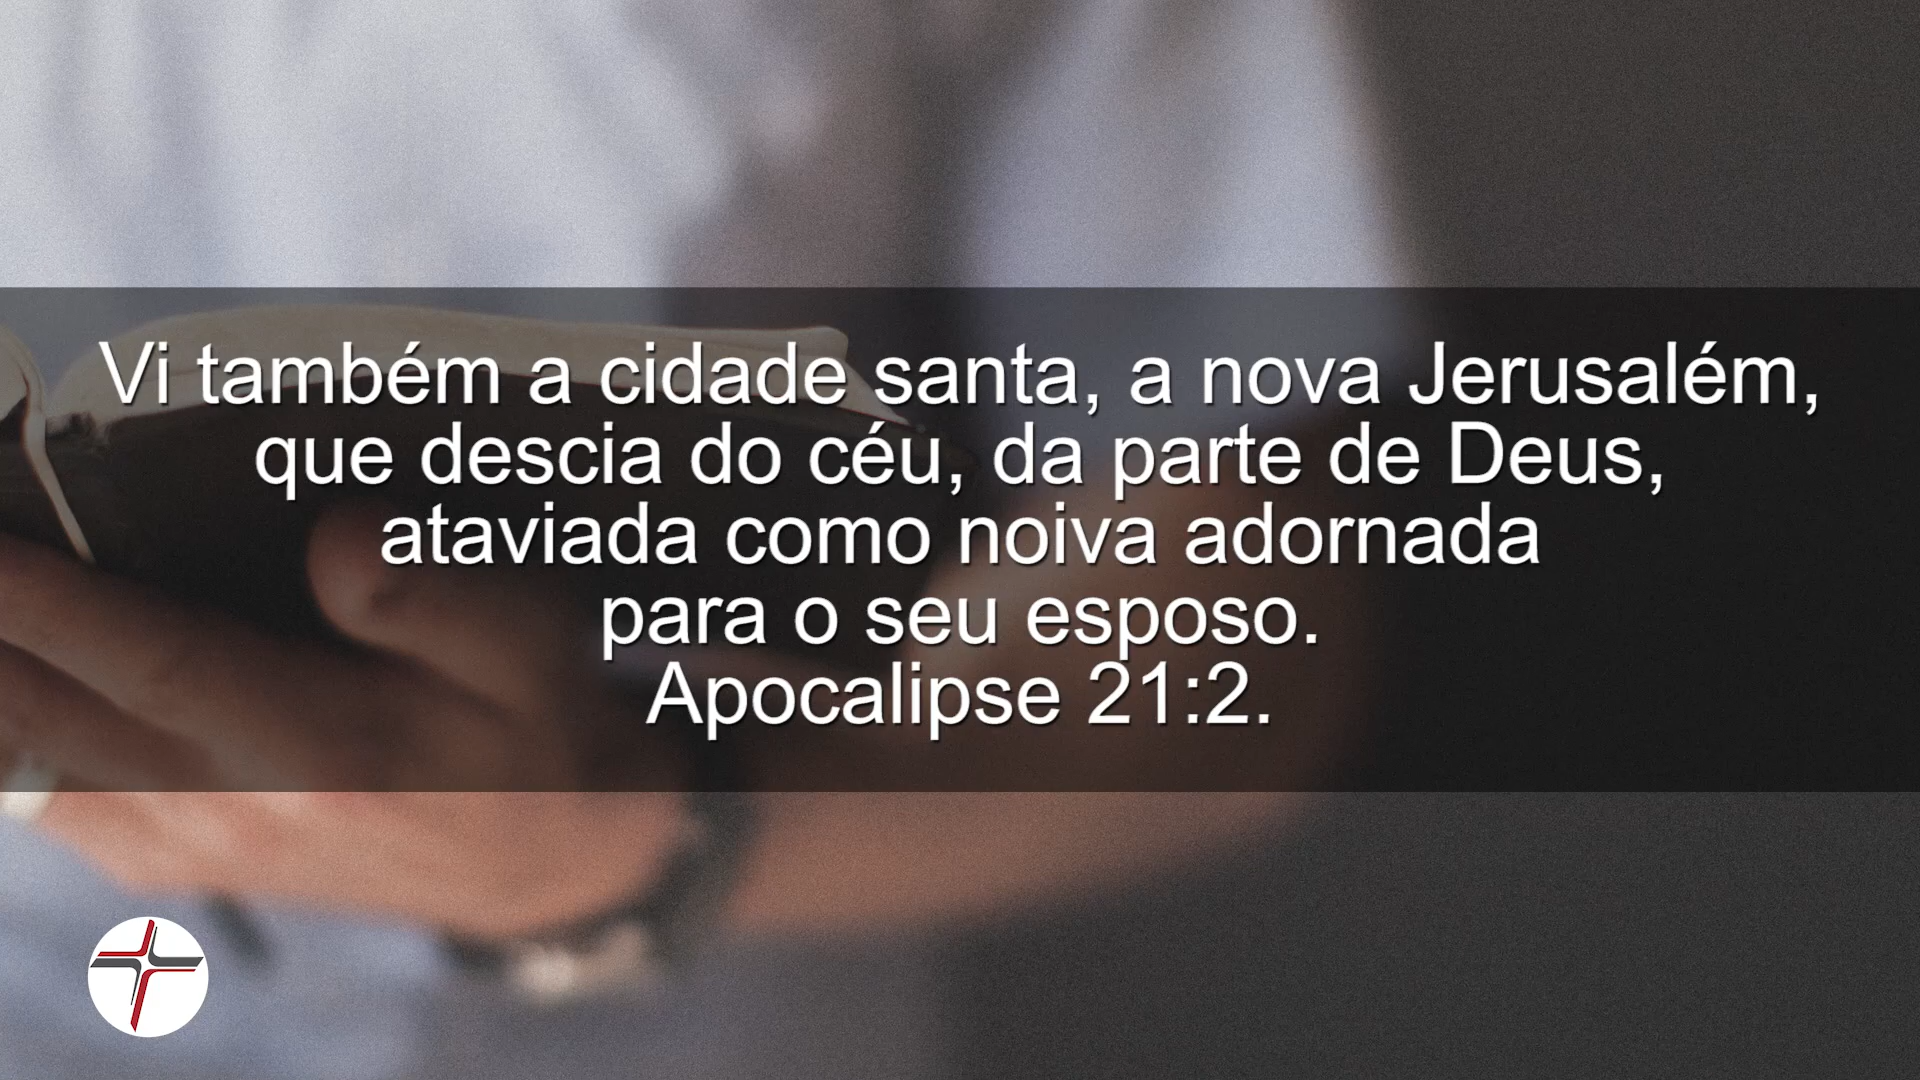 Vi também a cidade santa, a nova Jerusalém,
que descia do céu, da parte de Deus,
ataviada como noiva adornada
para o seu esposo.
Apocalipse 21:2.